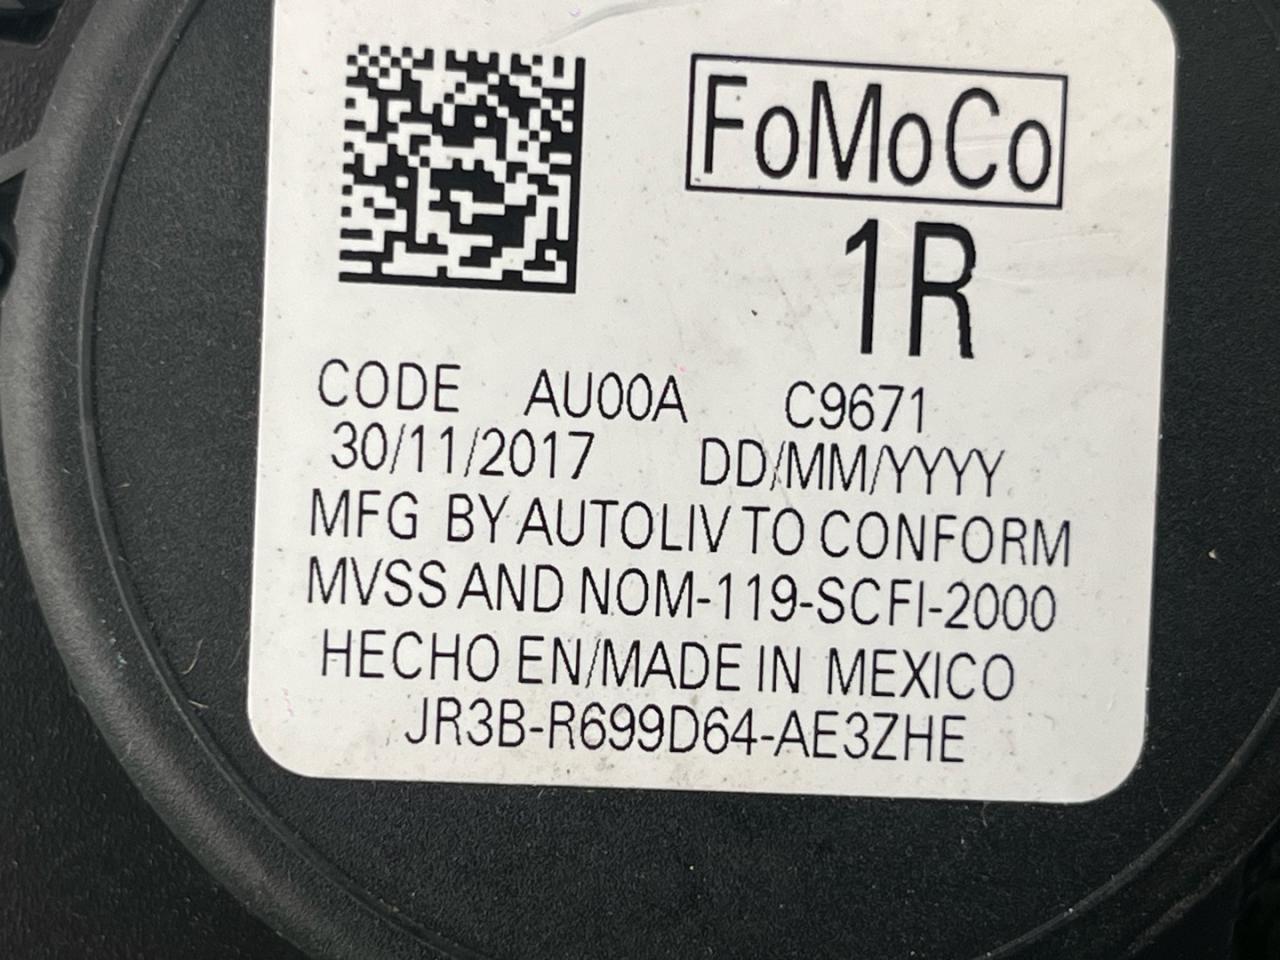 FoMoCo
1R
CODE AU00A C9671
30/11/2017 DD/MM/YYYY
MFG BY AUTOLIV TO CONFORM
MVSS AND NOM-119-SCFI-2000
HECHO EN/MADE IN MEXICO
JR3B-R699D64-AE3ZHE